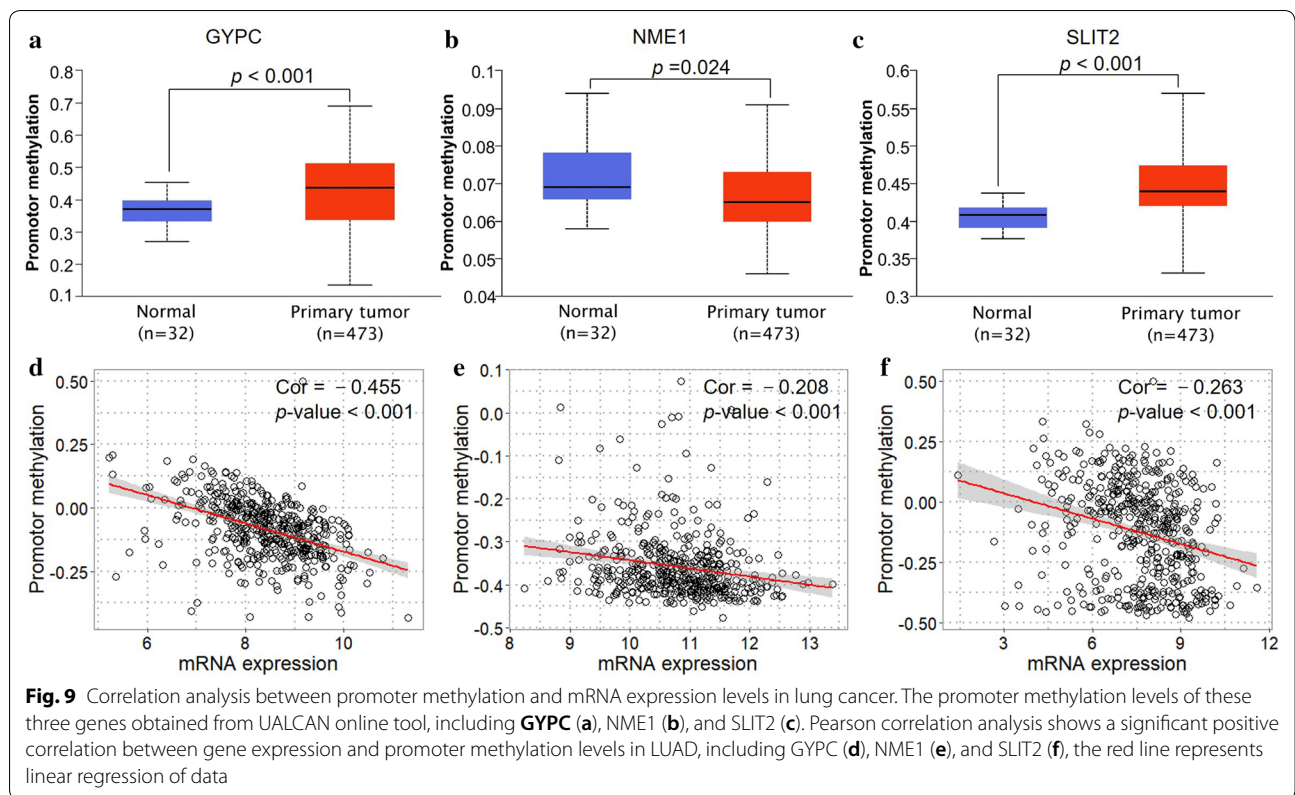 a
GYPC
p < 0.001
Promotor methylation
0.8
0.7
0.6
0.5
0.4
0.3
0.2
0.1
Normal
(n=32)
Primary tumor
(n=473)
b
NME1
p =0.024
Promotor methylation
0.1
0.09
0.08
0.07
0.06
0.05
0.04
Normal
(n=32)
Primary tumor
(n=473)
c
SLIT2
p < 0.001
Promotor methylation
0.6
0.55
0.5
0.45
0.4
0.35
0.3
Normal
(n=32)
Primary tumor
(n=473)
d
Cor = −0.455
p-value < 0.001
Promotor methylation
0.50
0.25
0.00
-0.25
6 8 10
mRNA expression
e
Cor = −0.208
p-value < 0.001
Promotor methylation
0.1
0.0
-0.1
-0.2
-0.3
-0.4
-0.5
8 9 10 11 12 13
mRNA expression
f
Cor = −0.263
p-value < 0.001
Promotor methylation
0.50
0.25
0.00
-0.25
-0.50
3 6 9 12
mRNA expression
Fig. 9 Correlation analysis between promoter methylation and mRNA expression levels in lung cancer. The promoter methylation levels of these
three genes obtained from UALCAN online tool, including GYPC (a), NME1 (b), and SLIT2 (c). Pearson correlation analysis shows a significant positive
correlation between gene expression and promoter methylation levels in LUAD, including GYPC (d), NME1 (e), and SLIT2 (f), the red line represents
linear regression of data